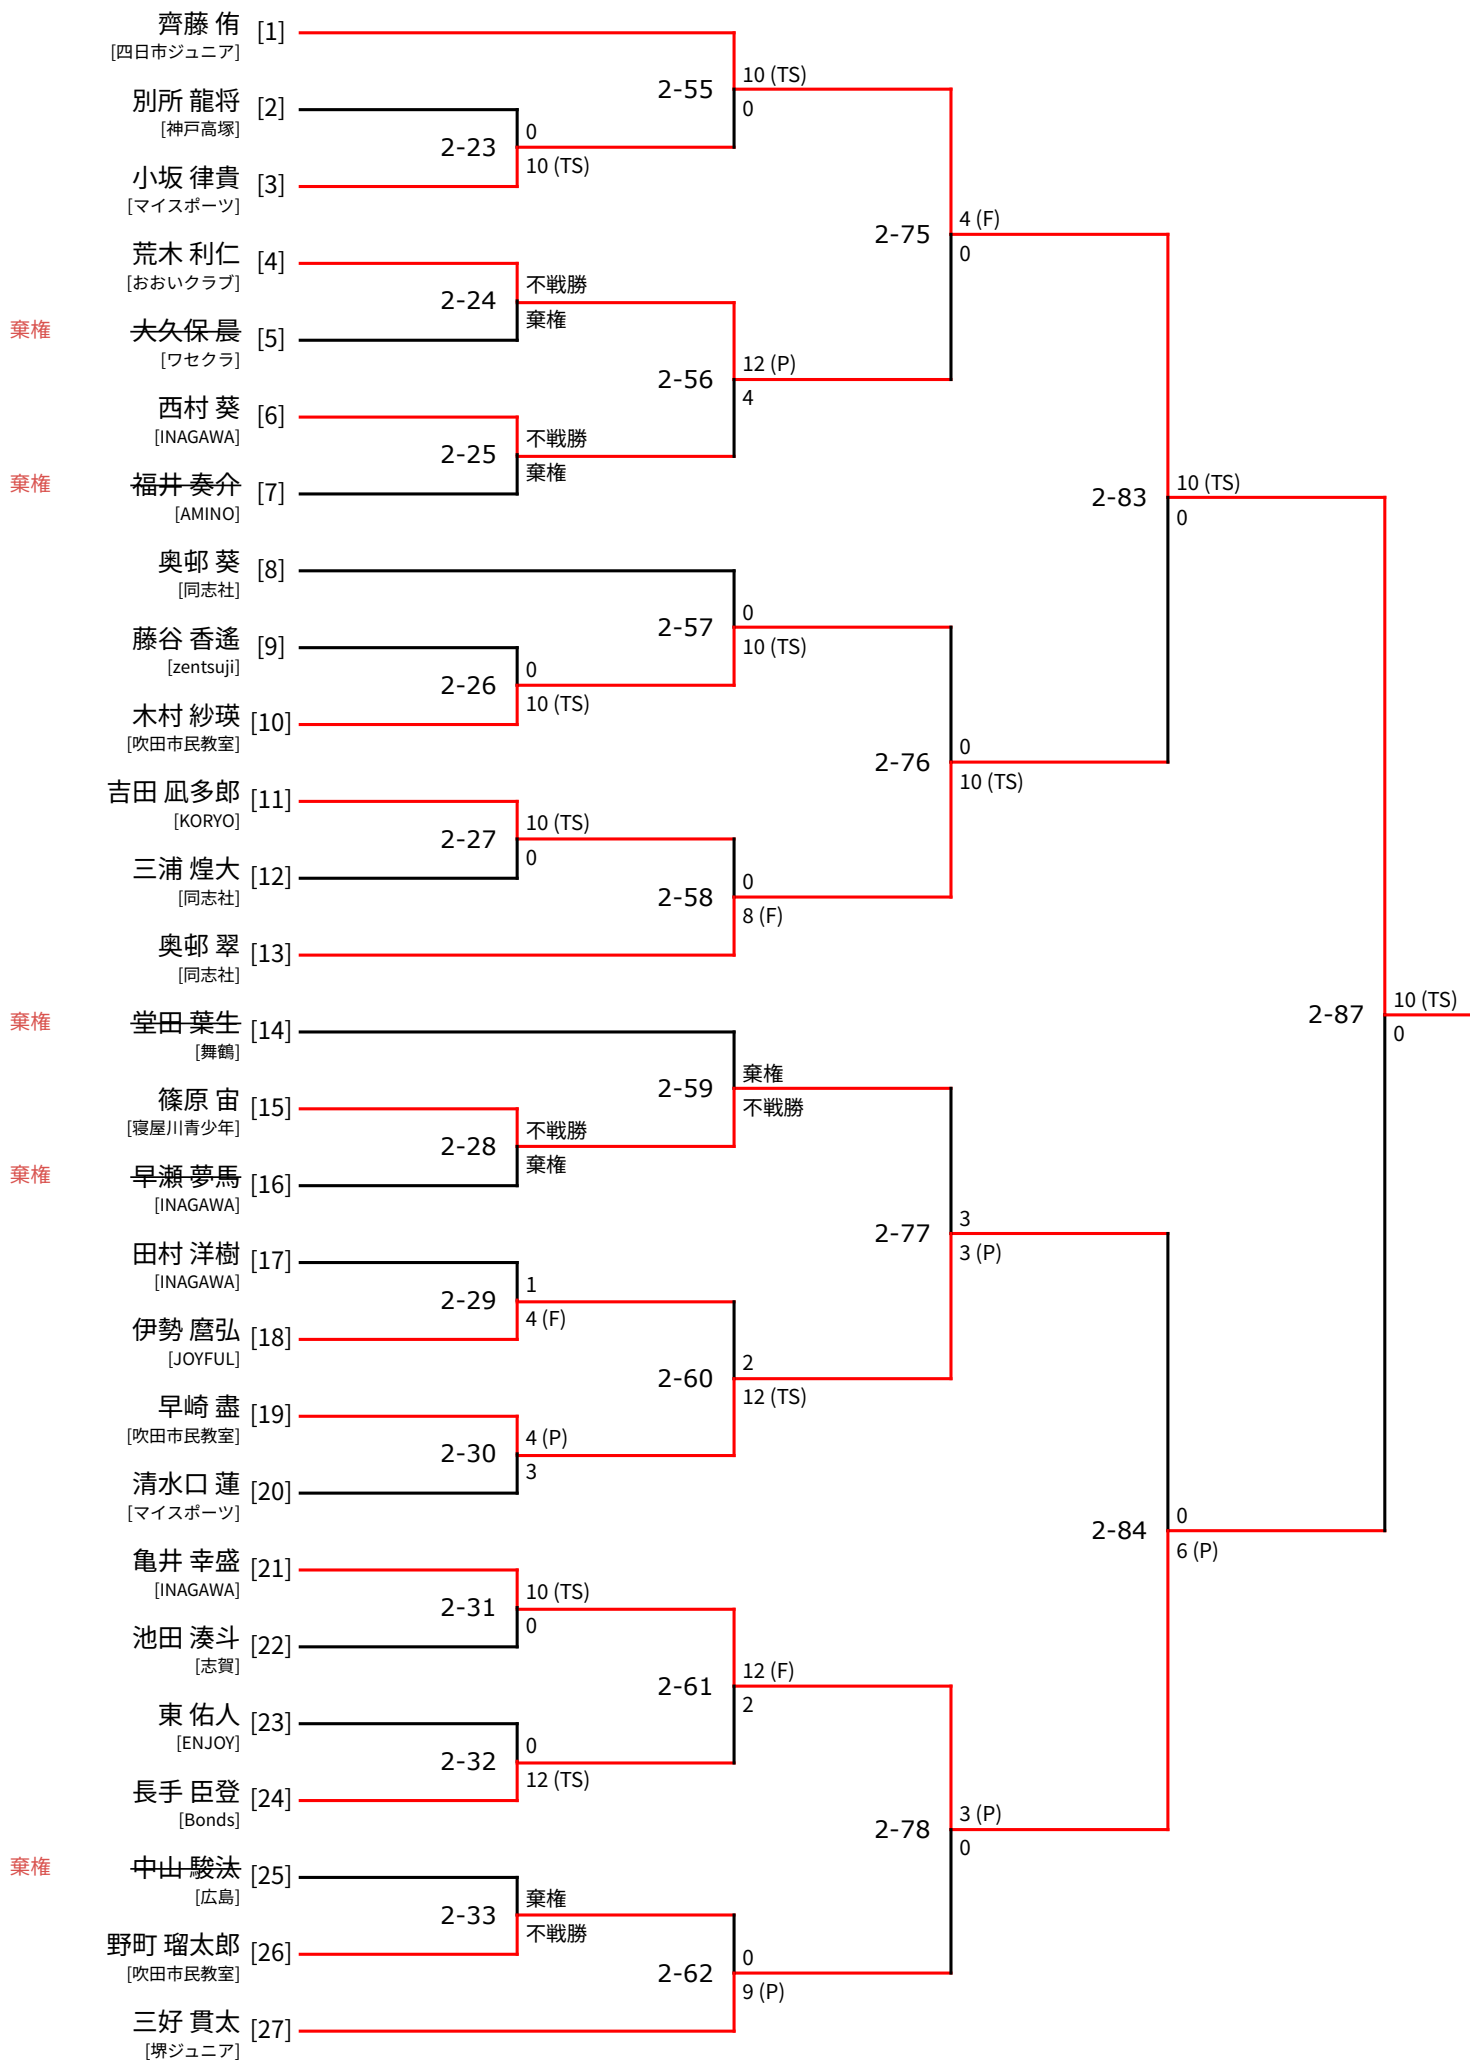 齊藤 侑 [1]
[四日市ジュニア]
10 (TS)
2-55
0
別所 龍将 [2]
[神戸高塚]
0
2-23
10 (TS)
小坂 律貴 [3]
[マイスポーツ]
4 (F)
2-75
0
荒木 利仁 [4]
[おおいクラブ]
不戦勝
2-24
棄権
棄権 大久保 晨 [5]
[ワセクラ]
12 (P)
2-56
4
西村 葵 [6]
[INAGAWA]
不戦勝
2-25
棄権
棄権 福井 奏介 [7]
[AMINO]
10 (TS)
2-83
0
奥邨 葵 [8]
[同志社]
0
2-57
10 (TS)
藤谷 香遙 [9]
[zentsuji]
0
2-26
10 (TS)
木村 紗瑛 [10]
[吹田市民教室]
0
2-76
10 (TS)
吉田 凪多郎 [11]
[KORYO]
10 (TS)
2-27
0
三浦 煌大 [12]
[同志社]
0
2-58
8 (F)
奥邨 翠 [13]
[同志社]
10 (TS)
2-87
0
棄権 堂田 葉生 [14]
[舞鶴]
棄権
2-59
不戦勝
篠原 宙 [15]
[寝屋川青少年]
不戦勝
2-28
棄権
棄権 早瀬 夢馬 [16]
[INAGAWA]
3
2-77
3 (P)
田村 洋樹 [17]
[INAGAWA]
1
2-29
4 (F)
伊勢 麿弘 [18]
[JOYFUL]
2
2-60
12 (TS)
早崎 盡 [19]
[吹田市民教室]
4 (P)
2-30
3
清水口 蓮 [20]
[マイスポーツ]
0
2-84
6 (P)
亀井 幸盛 [21]
[INAGAWA]
10 (TS)
2-31
0
池田 湊斗 [22]
[志賀]
12 (F)
2-61
2
東 佑人 [23]
[ENJOY]
0
2-32
12 (TS)
長手 臣登 [24]
[Bonds]
3 (P)
2-78
0
棄権 中山 駿汰 [25]
[広島]
棄権
2-33
不戦勝
野町 瑠太郎 [26]
[吹田市民教室]
0
2-62
9 (P)
三好 貫太 [27]
[堺ジュニア]